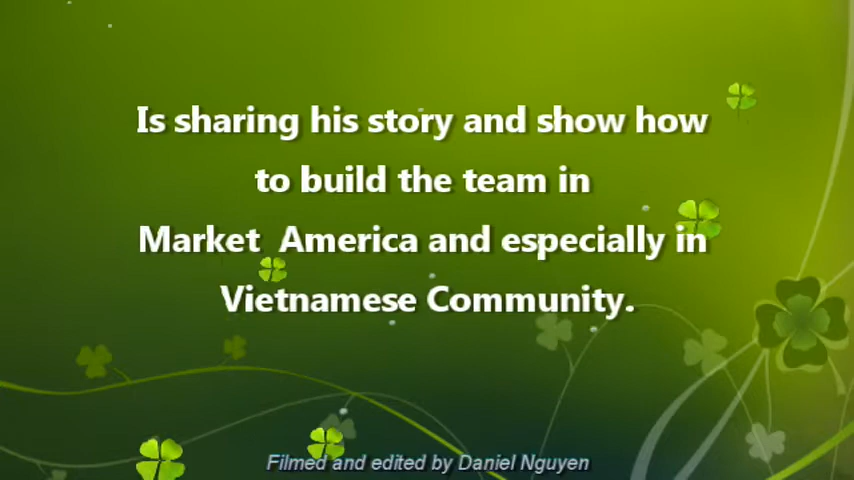 Is sharing his story and show how
to build the team in
Market  America and especially in
Vietnamese Community.
Filmed and edited by Daniel Nguyen